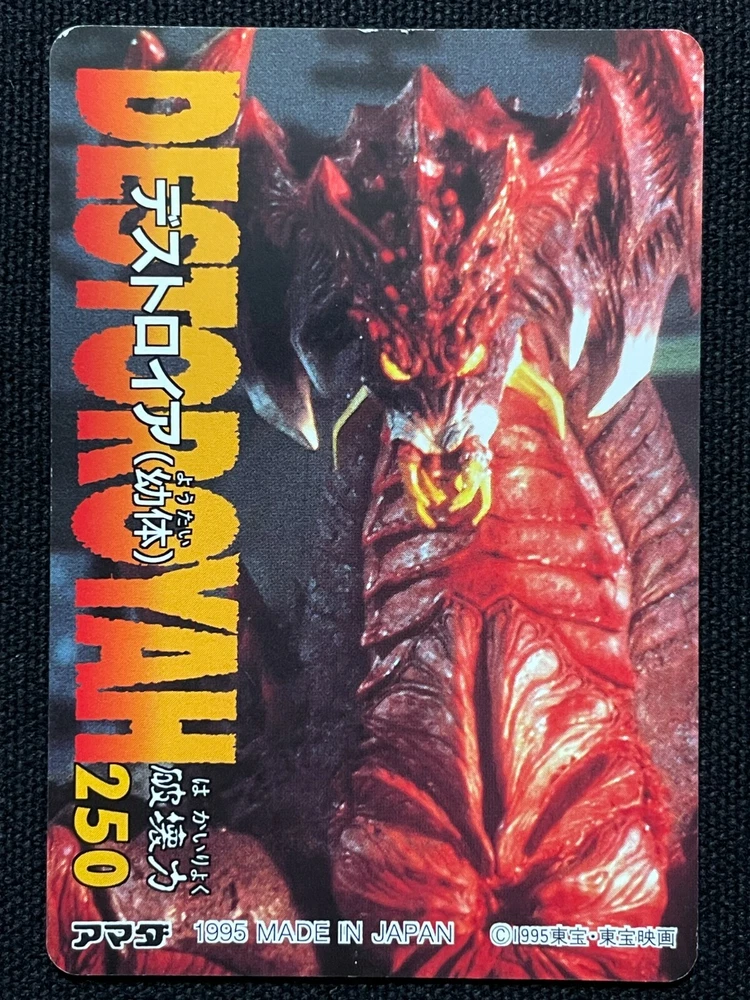 DESTOROYAH
デストロイア(幼体)
ようたい
はかいりょく
破壊力
250
アマダ
1995 MADE IN JAPAN
©1995東宝・東宝映画